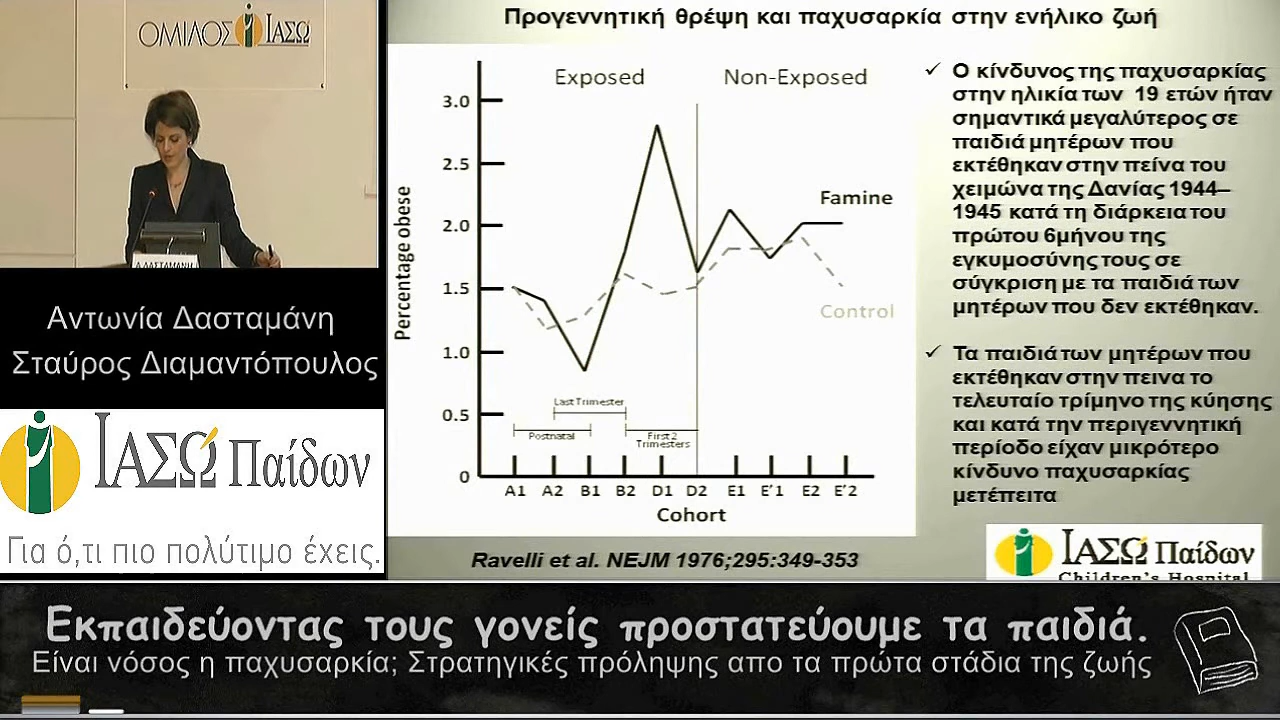 ΟΜΙΛΟΣ ΙΑΣΩ
Δ.ΔΑΣΤΑΜΑΝΗ
Αντωνία Δασταμάνη
Σταύρος Διαμαντόπουλος
ΙΑΣΩ Παίδων
Για ό,τι πιο πολύτιμο έχεις.
Προγεννητική θρέψη και παχυσαρκία στην ενήλικο ζωή
Exposed
Non-Exposed
Percentage obese
3.0
2.5
2.0
1.5
1.0
0.5
0
Famine
Control
Last Trimester
Postnatal
First 2
Trimesters
A1 A2 B1 B2 D1 D2 E1 E'1 E2 E'2
Cohort
Ravelli et al. NEJM 1976;295:349-353
✓ Ο κίνδυνος της παχυσαρκίας
στην ηλικία των 19 ετών ήταν
σημαντικά μεγαλύτερος σε
παιδιά μητέρων που
εκτέθηκαν στην πείνα του
χειμώνα της Δανίας 1944–
1945 κατά τη διάρκεια του
πρώτου 6μήνου της
εγκυμοσύνης τους σε
σύγκριση με τα παιδιά των
μητέρων που δεν εκτέθηκαν.
✓ Τα παιδιά των μητέρων που
εκτέθηκαν στην πεινα το
τελευταίο τρίμηνο της κύησης
και κατά την περιγεννητική
περίοδο είχαν μικρότερο
κίνδυνο παχυσαρκίας
μετέπειτα
ΙΑΣΩ Παίδων
Children's Hospital
Εκπαιδεύοντας τους γονείς προστατεύουμε τα παιδιά.
Είναι νόσος η παχυσαρκία; Στρατηγικές πρόληψης απο τα πρώτα στάδια της ζωής